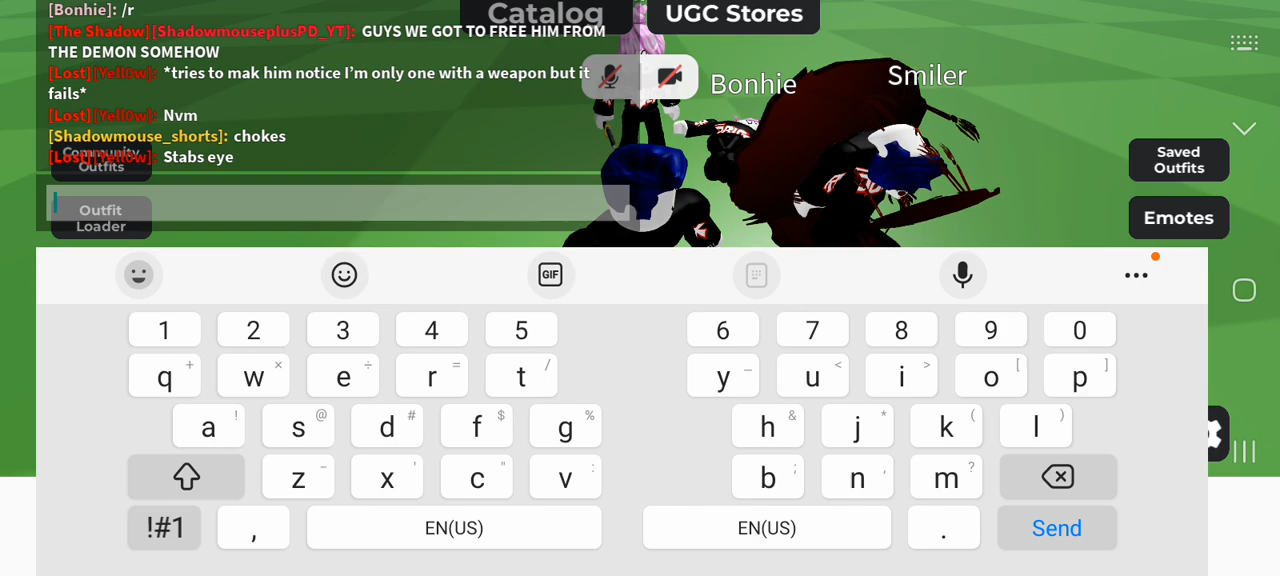 Catalog
UGC Stores
[Bonhie]: /r
[The Shadow][ShadowmouseplusPD_YT]: GUYS WE GOT TO FREE HIM FROM
THE DEMON SOMEHOW
[Lost][Yell0w]: *tries to mak him notice I’m only one with a weapon but it
fails*
[Lost][Yell0w]: Nvm
[Shadowmouse_shorts]: chokes
[Lost][Yell0w]: Stabs eye
Community
Outfits
Outfit
Loader
Bonhie
Smiler
Saved
Outfits
Emotes
GIF
1 2 3 4 5 6 7 8 9 0
q + w × e ÷ r = t / y _ u < i > o [ p ]
a ! s @ d # f $ g % h & j * k ( l )
z - x ' c " v : b ; n , m ?
!#1 , EN(US) EN(US) . Send